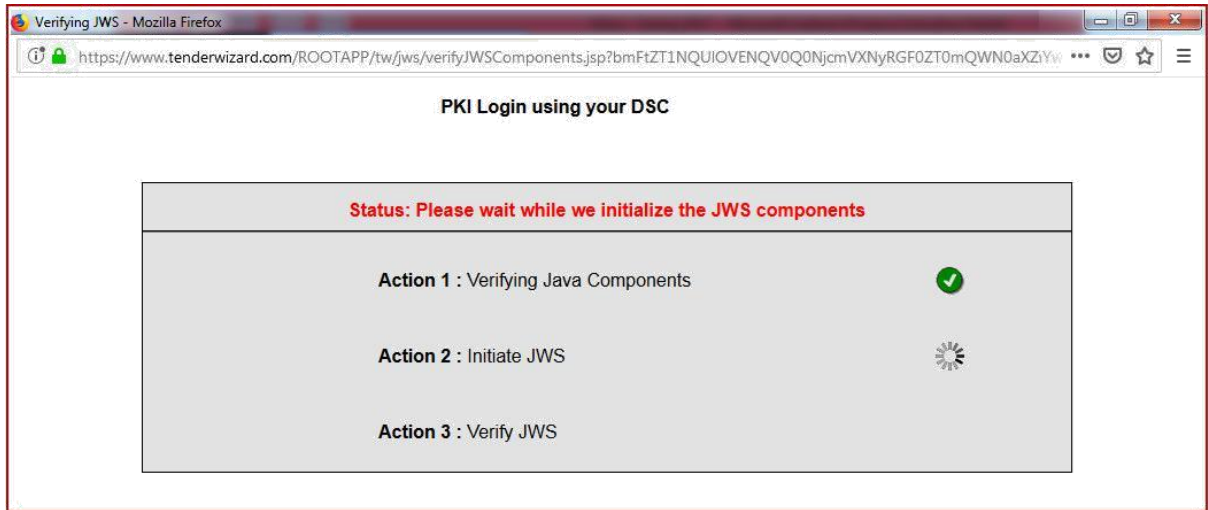 Verifying JWS - Mozilla Firefox
https://www.tenderwizard.com/ROOTAPP/tw/jws/verifyJWSComponents.jsp?
PKI Login using your DSC
Status: Please wait while we initialize the JWS components
Action 1 : Verifying Java Components
Action 2 : Initiate JWS
Action 3 : Verify JWS